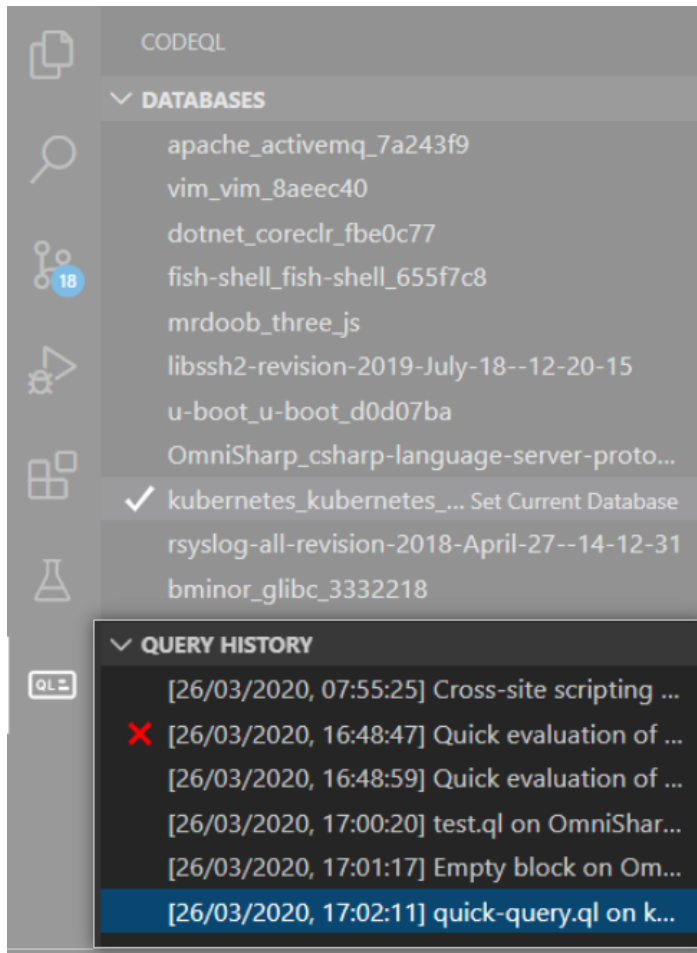 CODEQL
DATABASES
apache_activemq_7a243f9
vim_vim_8aeec40
dotnet_coreclr_fbe0c77
fish-shell_fish-shell_655f7c8
18
mrdoob_three_js
libssh2-revision-2019-July-18--12-20-15
u-boot_u-boot_d0d07ba
OmniSharp_csharp-language-server-proto...
kubernetes_kubernetes_... Set Current Database
rsyslog-all-revision-2018-April-27--14-12-31
bminor_glibc_3332218
QUERY HISTORY
QL
[26/03/2020, 07:55:25] Cross-site scripting ...
[26/03/2020, 16:48:47] Quick evaluation of ...
[26/03/2020, 16:48:59] Quick evaluation of ...
[26/03/2020, 17:00:20] test.ql on OmniShar...
[26/03/2020, 17:01:17] Empty block on Om...
[26/03/2020, 17:02:11] quick-query.ql on k...